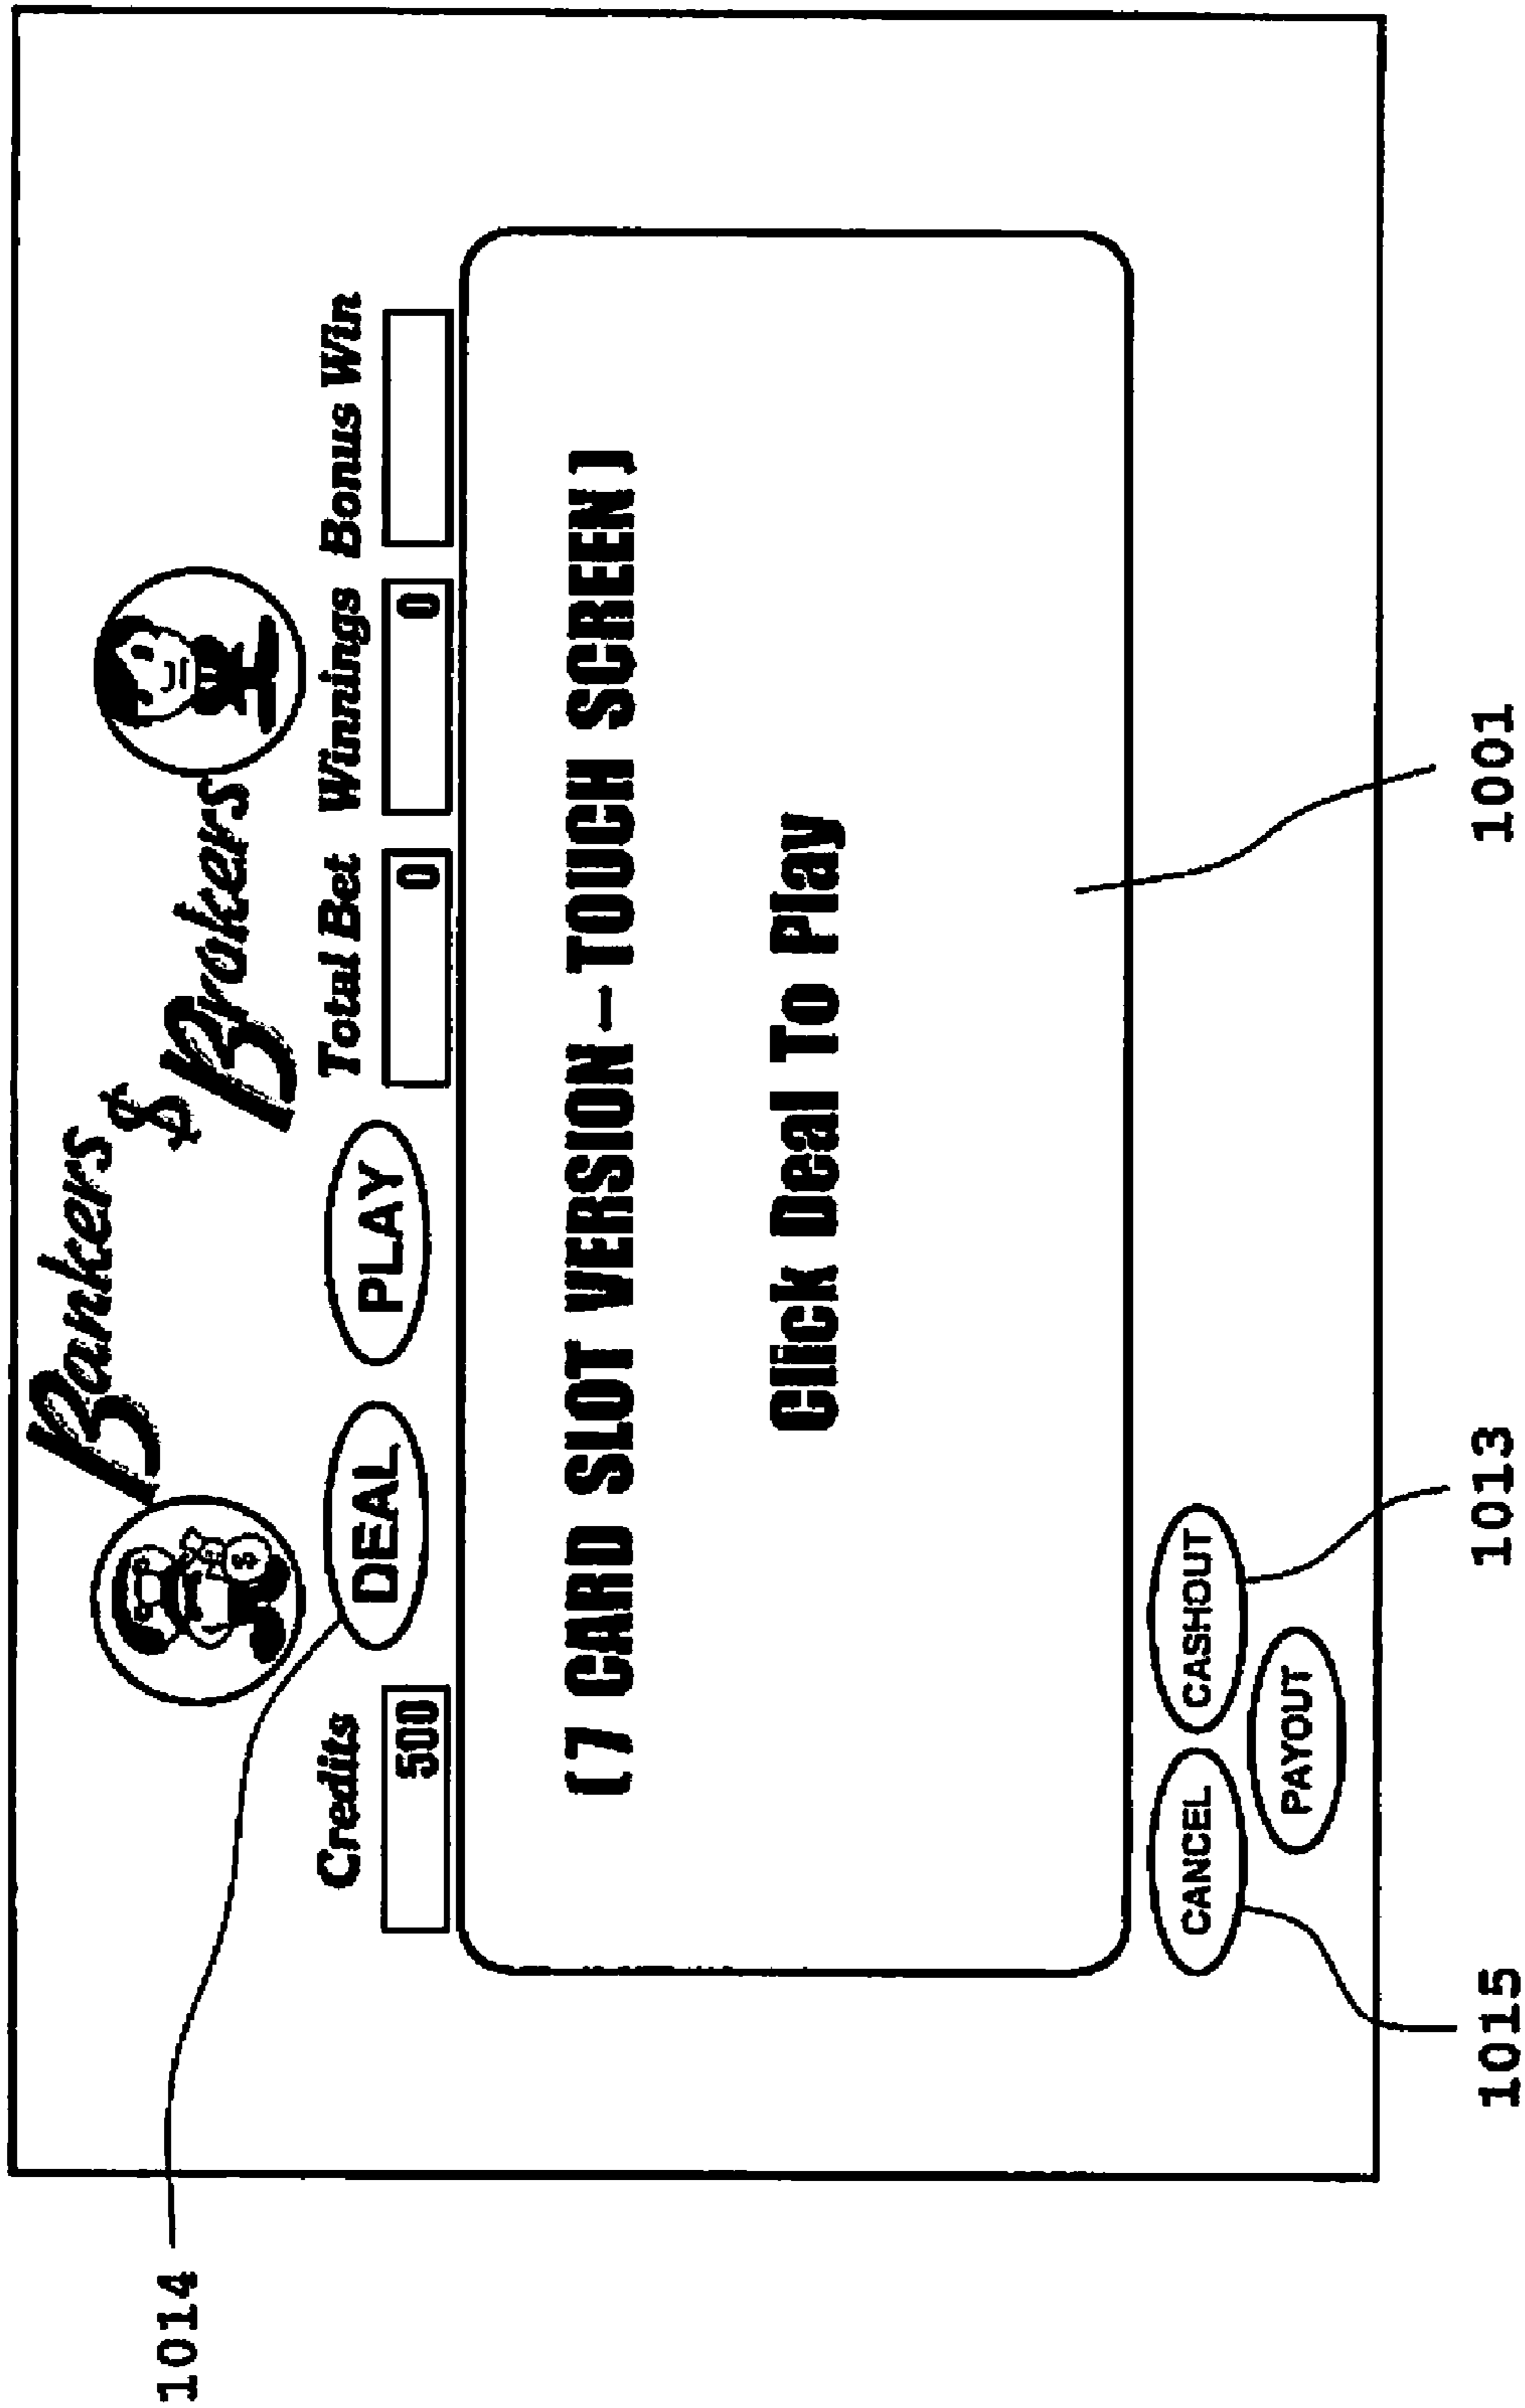 Bankers
&
Brokers
Credits
DEAL
PLAY
Total Bet
Winnings
Bonus Win
500
0
0
$
(7 CARD SLOT VERSION - TOUCH SCREEN)
Click Deal To Play
CANCEL
CASHOUT
PAYOUT
1014
1015
1013
1001